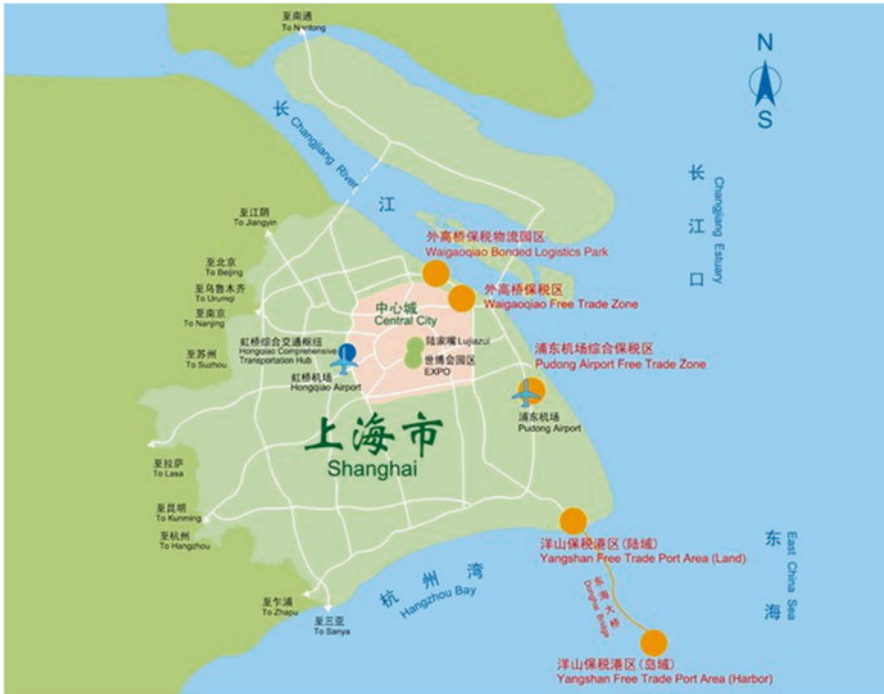 至南通
To Nantong
N
S
长
江
Changjiang River
长
江
口
Changjiang Estuary
至江阴
To Jiangyin
外高桥保税物流园区
Waigaoqiao Bonded Logistics Park
至北京
To Beijing
至乌鲁木齐
To Urumqi
外高桥保税区
Waigaoqiao Free Trade Zone
至南京
To Nanjing
中心城
Central City
虹桥综合交通枢纽
Hongqiao Comprehensive
Transportation Hub
陆家嘴Lujiazui
至苏州
To Suzhou
世博会园区
EXPO
浦东机场综合保税区
Pudong Airport Free Trade Zone
虹桥机场
Hongqiao Airport
浦东机场
Pudong Airport
上海市
Shanghai
至拉萨
To Lasa
至昆明
To Kunming
至杭州
To Hangzhou
洋山保税港区(陆域)
Yangshan Free Trade Port Area (Land)
东
海
East China Sea
杭州湾
Hangzhou Bay
东海大桥
Donghai Bridge
至乍浦
To Zhapu
至三亚
To Sanya
洋山保税港区(岛域)
Yangshan Free Trade Port Area (Harbor)